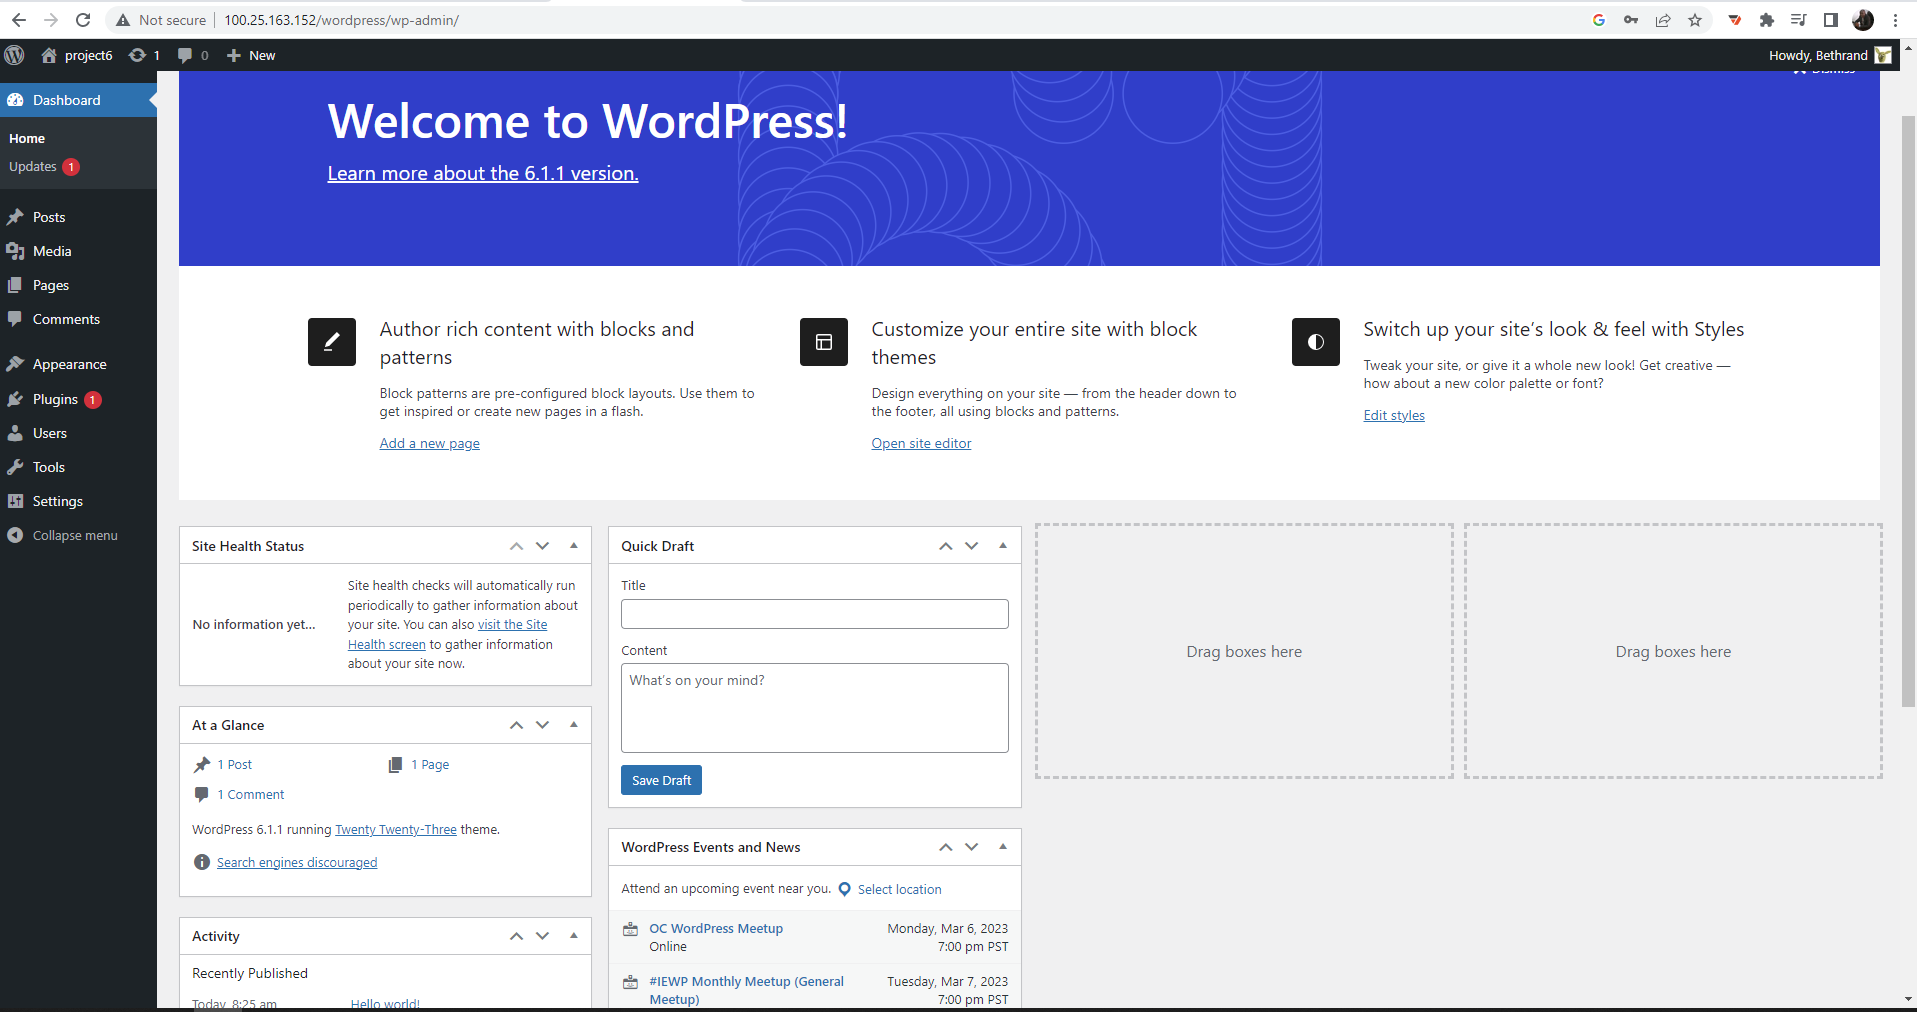 Not secure
100.25.163.152/wordpress/wp-admin/
project6
1
0
New
Howdy, Bethrand
Dismiss
Dashboard
Home
Updates 1
Posts
Media
Pages
Comments
Appearance
Plugins 1
Users
Tools
Settings
Collapse menu
Welcome to WordPress!
Learn more about the 6.1.1 version.
Author rich content with blocks and
patterns
Block patterns are pre-configured block layouts. Use them to
get inspired or create new pages in a flash.
Add a new page
Customize your entire site with block
themes
Design everything on your site — from the header down to
the footer, all using blocks and patterns.
Open site editor
Switch up your site’s look & feel with Styles
Tweak your site, or give it a whole new look! Get creative —
how about a new color palette or font?
Edit styles
Site Health Status
No information yet...
Site health checks will automatically run
periodically to gather information about
your site. You can also visit the Site
Health screen to gather information
about your site now.
At a Glance
1 Post
1 Page
1 Comment
WordPress 6.1.1 running Twenty Twenty-Three theme.
Search engines discouraged
Activity
Recently Published
Today, 8:25 am
Hello world!
Quick Draft
Title
Content
What’s on your mind?
Save Draft
WordPress Events and News
Attend an upcoming event near you.
Select location
OC WordPress Meetup
Online
Monday, Mar 6, 2023
7:00 pm PST
#IEWP Monthly Meetup (General
Meetup)
Tuesday, Mar 7, 2023
7:00 pm PST
Drag boxes here
Drag boxes here